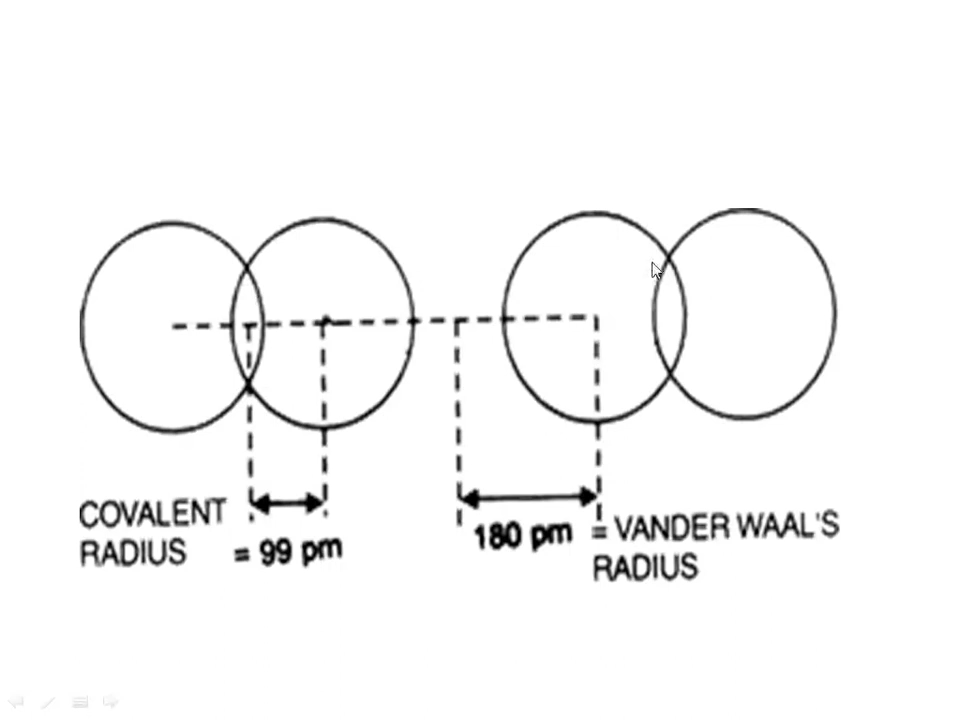 COVALENT
RADIUS = 99 pm
180 pm = VANDER WAAL'S
RADIUS